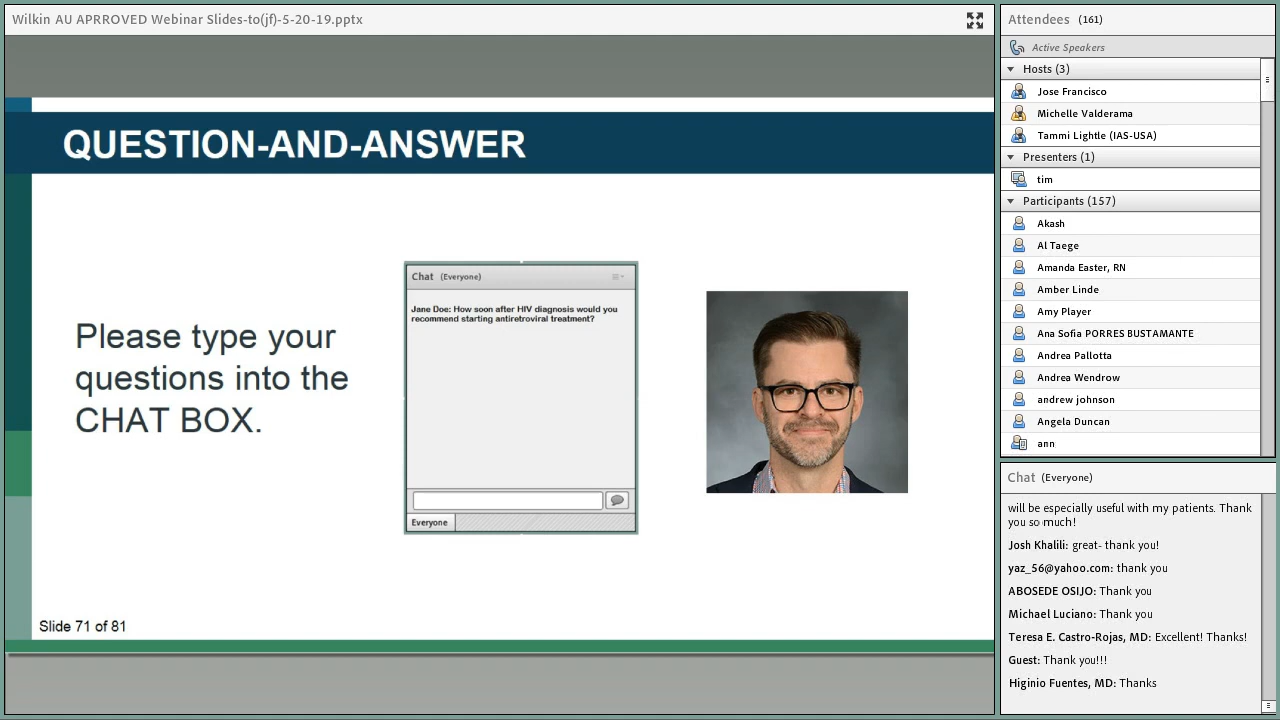 Wilkin AU APRROVED Webinar Slides-to(jf)-5-20-19.pptx
QUESTION-AND-ANSWER
Please type your
questions into the
CHAT BOX.
Chat (Everyone)
Jane Doe: How soon after HIV diagnosis would you
recommend starting antiretroviral treatment?
Everyone
Slide 71 of 81
Attendees (161)
Active Speakers
Hosts (3)
Jose Francisco
Michelle Valderama
Tammi Lightle (IAS-USA)
Presenters (1)
tim
Participants (157)
Akash
Al Taege
Amanda Easter, RN
Amber Linde
Amy Player
Ana Sofia PORRES BUSTAMANTE
Andrea Pallotta
Andrea Wendrow
andrew johnson
Angela Duncan
ann
Chat (Everyone)
will be especially useful with my patients. Thank
you so much!
Josh Khalili: great- thank you!
yaz_56@yahoo.com: thank you
ABOSEDE OSIJO: Thank you
Michael Luciano: Thank you
Teresa E. Castro-Rojas, MD: Excellent! Thanks!
Guest: Thank you!!!
Higinio Fuentes, MD: Thanks